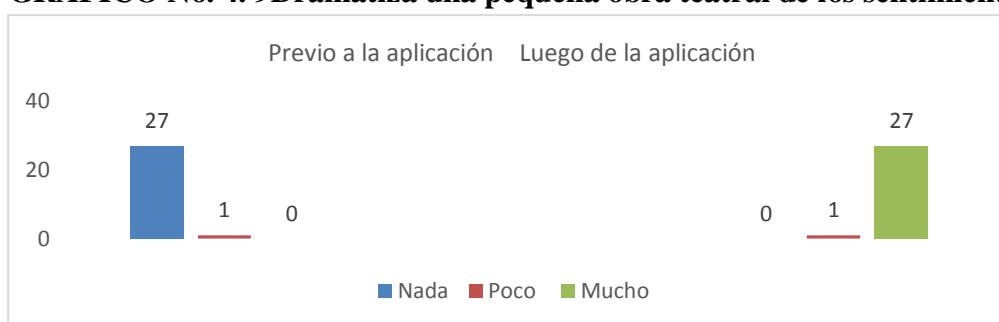 GRÁFICO No. 4. 9Dramatiza una pequeña obra teatral de los
Previo a la aplicación Luego de la aplicación
40
27 27
20
1 0 0 1
0
Nada Poco Mucho